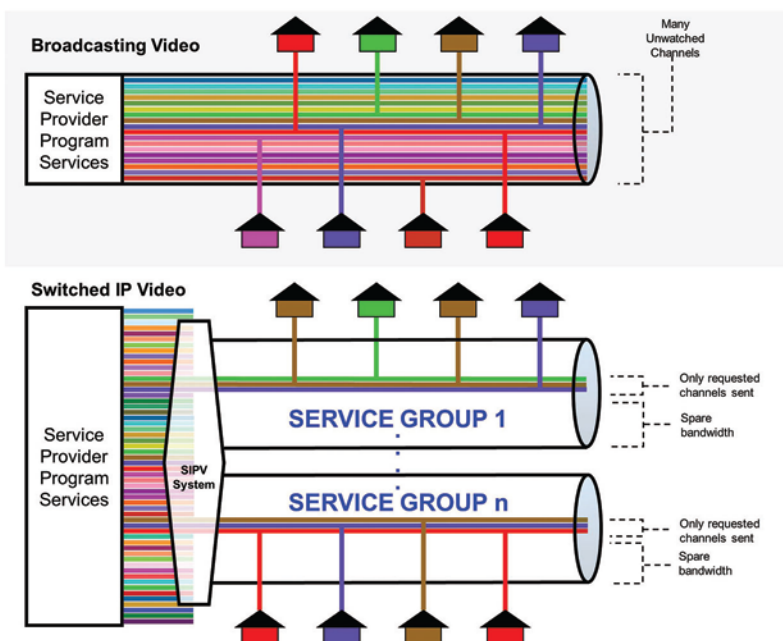 Broadcasting Video
Many
Unwatched
Channels
Service
Provider
Program
Services
Switched IP Video
Service
Provider
Program
Services
SIPV
System
SERVICE GROUP 1
Only requested
channels sent
Spare
bandwidth
SERVICE GROUP n
Only requested
channels sent
Spare
bandwidth